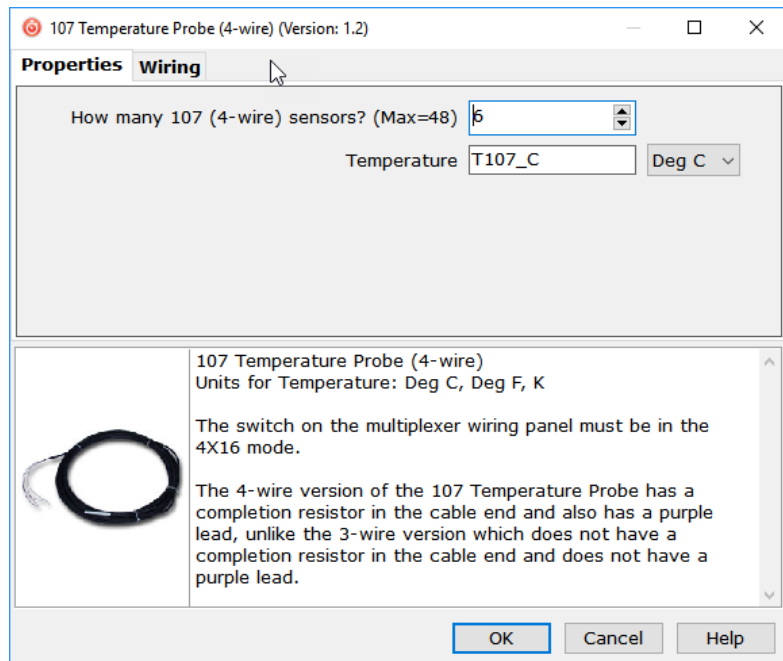 107 Temperature Probe (4-wire) (Version: 1.2)
Properties Wiring
How many 107 (4-wire) sensors? (Max=48) 6
Temperature T107_C Deg C
107 Temperature Probe (4-wire)
Units for Temperature: Deg C, Deg F, K
The switch on the multiplexer wiring panel must be in the
4X16 mode.
The 4-wire version of the 107 Temperature Probe has a
completion resistor in the cable end and also has a purple
lead, unlike the 3-wire version which does not have a
completion resistor in the cable end and does not have a
purple lead.
OK Cancel Help